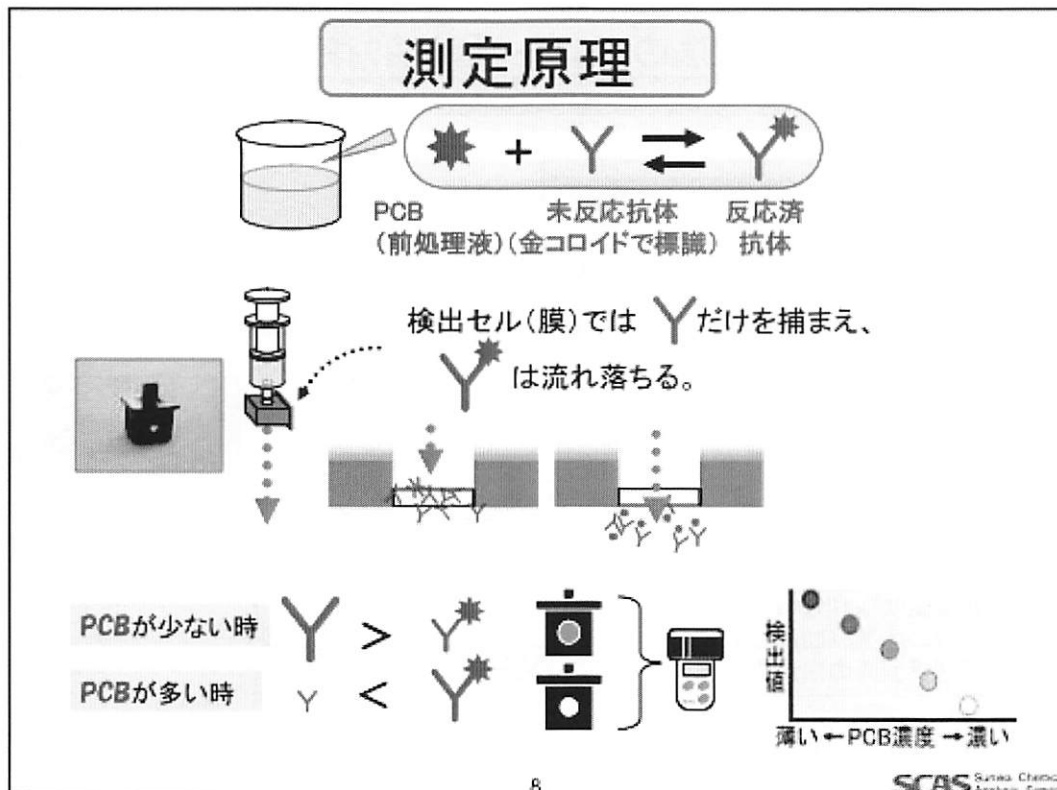 測定原理
+
PCB 未反応抗体 反応済
(前処理液)(金コロイドで標識) 抗体
検出セル(膜)では だけを捕まえ、
は流れ落ちる。
PCBが少ない時 >
PCBが多い時 <
検出値
薄い ←PCB濃度 → 濃い
8
SCAS